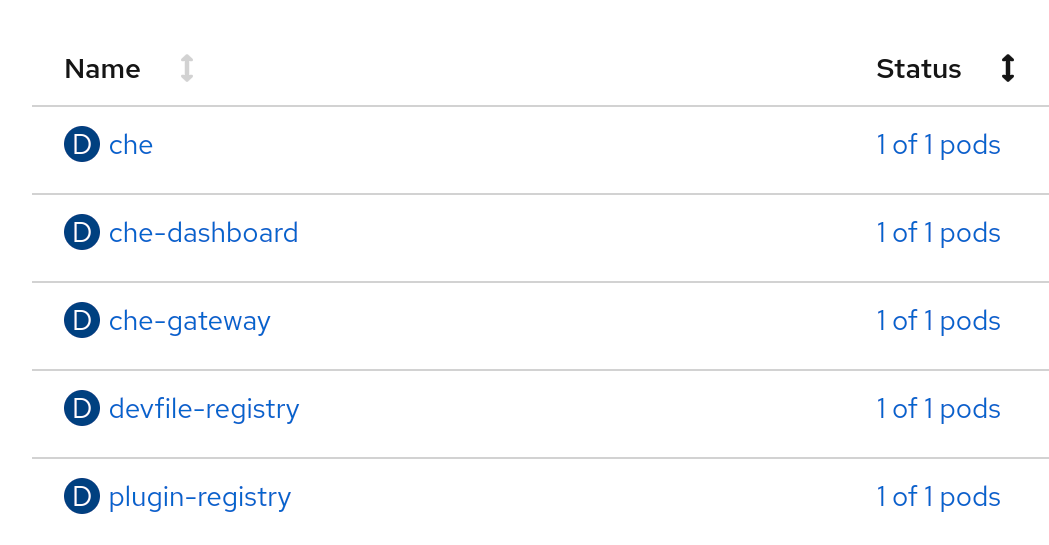 Name Status
D che 1 of 1 pods
D che-dashboard 1 of 1 pods
D che-gateway 1 of 1 pods
D devfile-registry 1 of 1 pods
D plugin-registry 1 of 1 pods